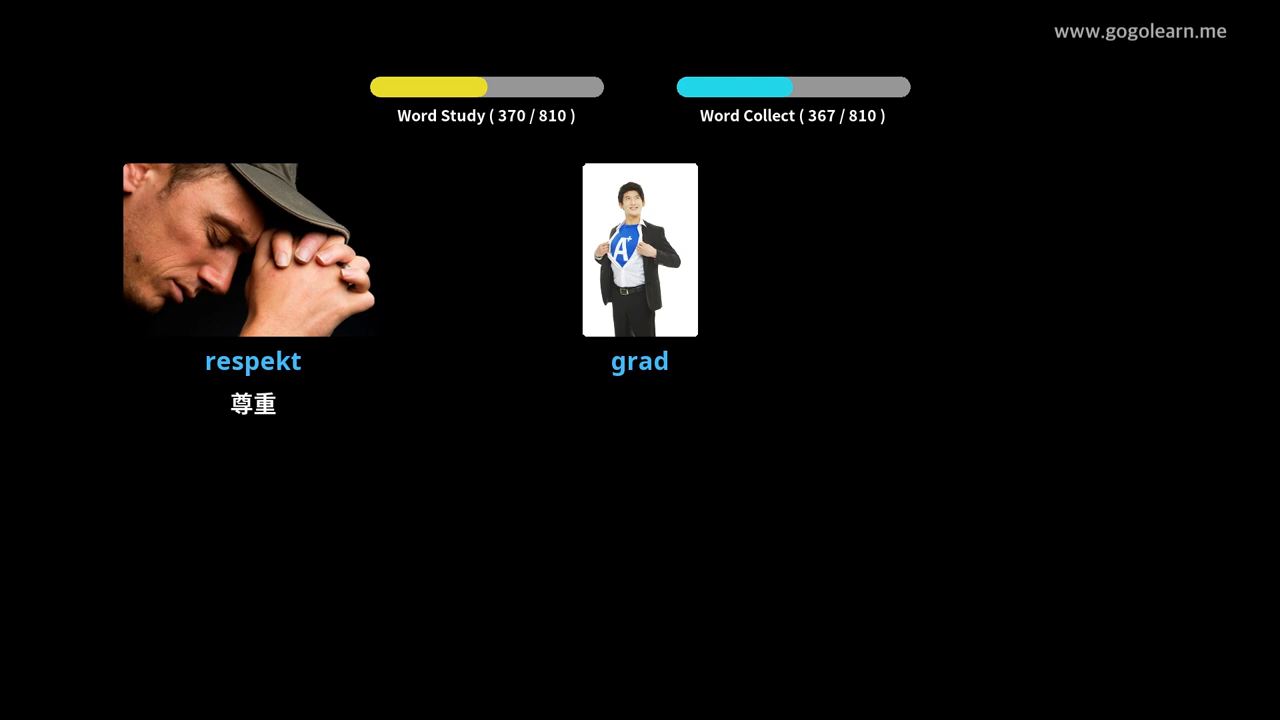 www.gogolearn.me
Word Study ( 370 / 810 )
Word Collect ( 367 / 810 )
A+
respekt
grad
尊重